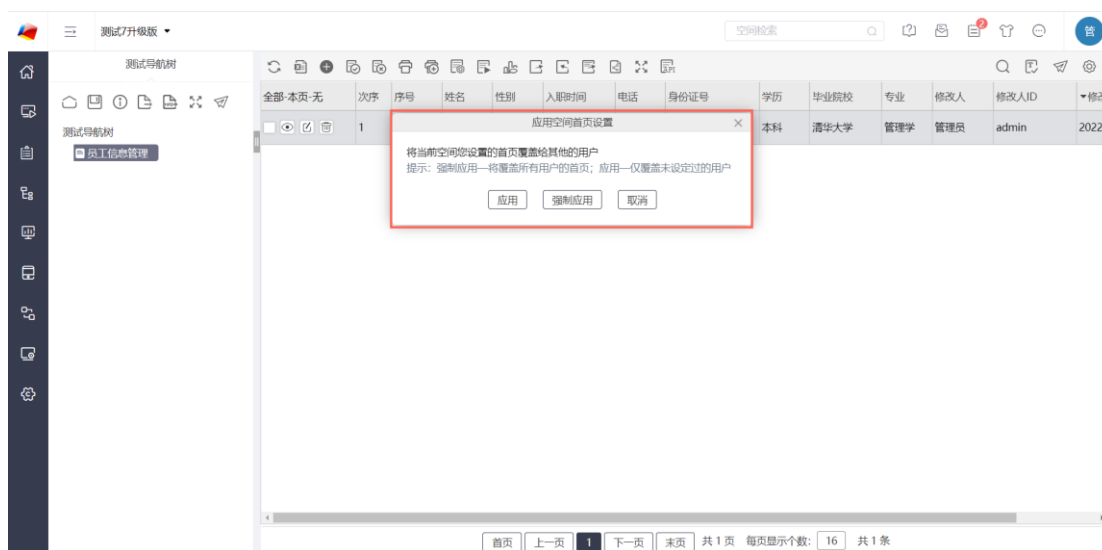 测试7升级版
空间检索
2
管
测试导航树
测试导航树
员工信息管理
全部-本页-无 次序 序号 姓名 性别 入职时间 电话 身份证号 学历 毕业院校 专业 修改人 修改人ID
1 本科 清华大学 管理学 管理员 admin 2022
应用空间首页设置
将当前空间您设置的首页覆盖给其他的用户
提示：强制应用—将覆盖所有用户的首页；应用—仅覆盖未设定过的用户
应用 强制应用 取消
首页 上一页 1 下一页 末页 共1页 每页显示个数: 16 共1条